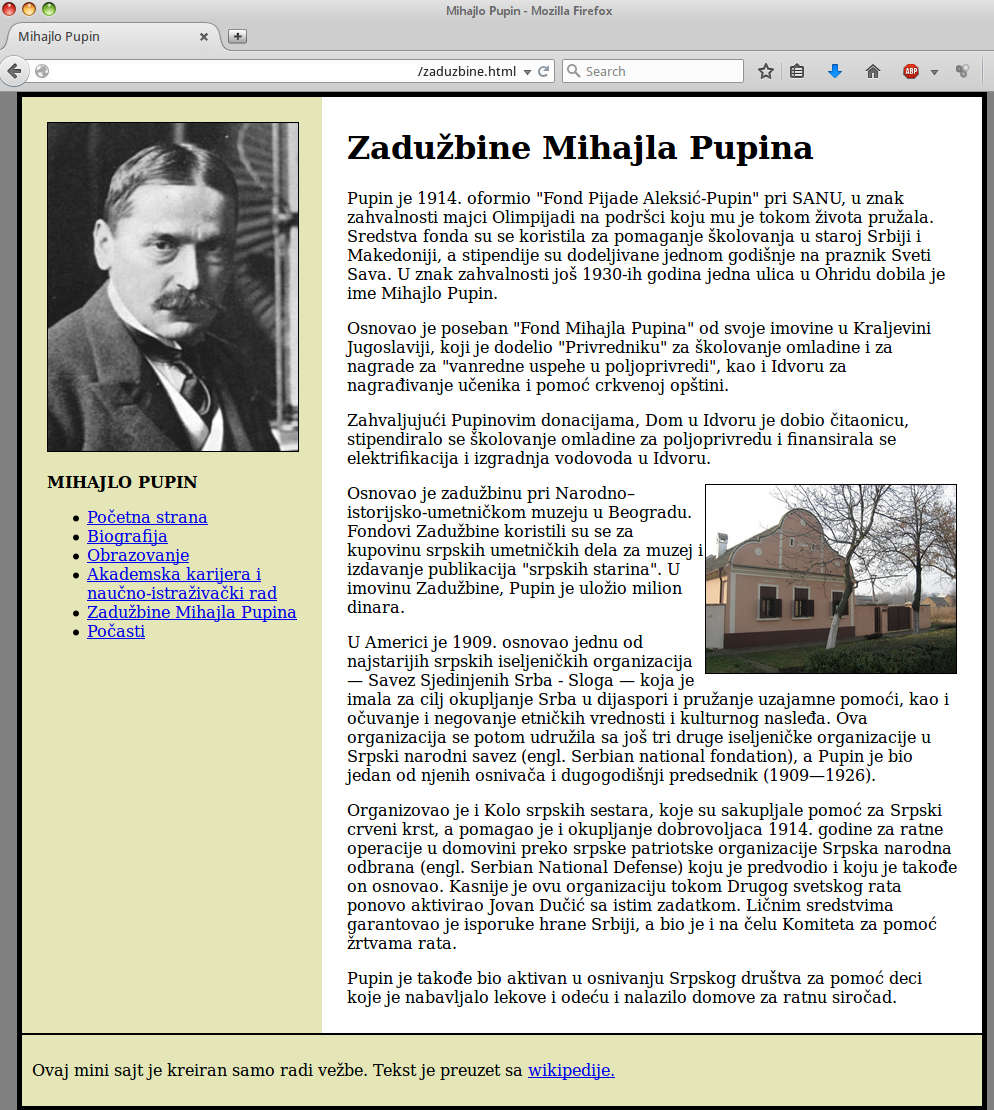 Mihajlo Pupin - Mozilla Firefox
Mihajlo Pupin
/zaduzbine.html
Search
ABP
MIHAJLO PUPIN
Početna strana
Biografija
Obrazovanje
Akademska karijera i
naučno-istraživački rad
Zadužbine Mihajla Pupina
Počasti
Zadužbine Mihajla Pupina
Pupin je 1914. oformio "Fond Pijade Aleksić-Pupin" pri SANU, u znak
zahvalnosti majci Olimpijadi na podršci koju mu je tokom života pružala.
Sredstva fonda su se koristila za pomaganje školovanja u staroj Srbiji i
Makedoniji, a stipendije su dodeljivane jednom godišnje na praznik Sveti
Sava. U znak zahvalnosti još 1930-ih godina jedna ulica u Ohridu dobila je
ime Mihajlo Pupin.
Osnovao je poseban "Fond Mihajla Pupina" od svoje imovine u Kraljevini
Jugoslaviji, koji je dodelio "Privredniku" za školovanje omladine i za
nagrade za "vanredne uspehe u poljoprivredi", kao i Idvoru za
nagrađivanje učenika i pomoć crkvenoj opštini.
Zahvaljujući Pupinovim donacijama, Dom u Idvoru je dobio čitaonicu,
stipendiralo se školovanje omladine za poljoprivredu i finansirala se
elektrifikacija i izgradnja vodovoda u Idvoru.
Osnovao je zadužbinu pri Narodno–
istorijsko-umetničkom muzeju u Beogradu.
Fondovi Zadužbine koristili su se za
kupovinu srpskih umetničkih dela za muzej i
izdavanje publikacija "srpskih starina". U
imovinu Zadužbine, Pupin je uložio milion
dinara.
U Americi je 1909. osnovao jednu od
najstarijih srpskih iseljeničkih organizacija
— Savez Sjedinjenih Srba - Sloga — koja je
imala za cilj okupljanje Srba u dijaspori i pružanje uzajamne pomoći, kao i
očuvanje i negovanje etničkih vrednosti i kulturnog nasleđa. Ova
organizacija se potom udružila sa još tri druge iseljeničke organizacije u
Srpski narodni savez (engl. Serbian national fondation), a Pupin je bio
jedan od njenih osnivača i dugogodišnji predsednik (1909—1926).
Organizovao je i Kolo srpskih sestara, koje su sakupljale pomoć za Srpski
crveni krst, a pomagao je i okupljanje dobrovoljaca 1914. godine za ratne
operacije u domovini preko srpske patriotske organizacije Srpska narodna
odbrana (engl. Serbian National Defense) koju je predvodio i koju je takođe
on osnovao. Kasnije je ovu organizaciju tokom Drugog svetskog rata
ponovo aktivirao Jovan Dučić sa istim zadatkom. Ličnim sredstvima
garantovao je isporuke hrane Srbiji, a bio je i na čelu Komiteta za pomoć
žrtvama rata.
Pupin je takođe bio aktivan u osnivanju Srpskog društva za pomoć deci
koje je nabavljalo lekove i odeću i nalazilo domove za ratnu siročad.
Ovaj mini sajt je kreiran samo radi vežbe. Tekst je preuzet sa wikipedije.